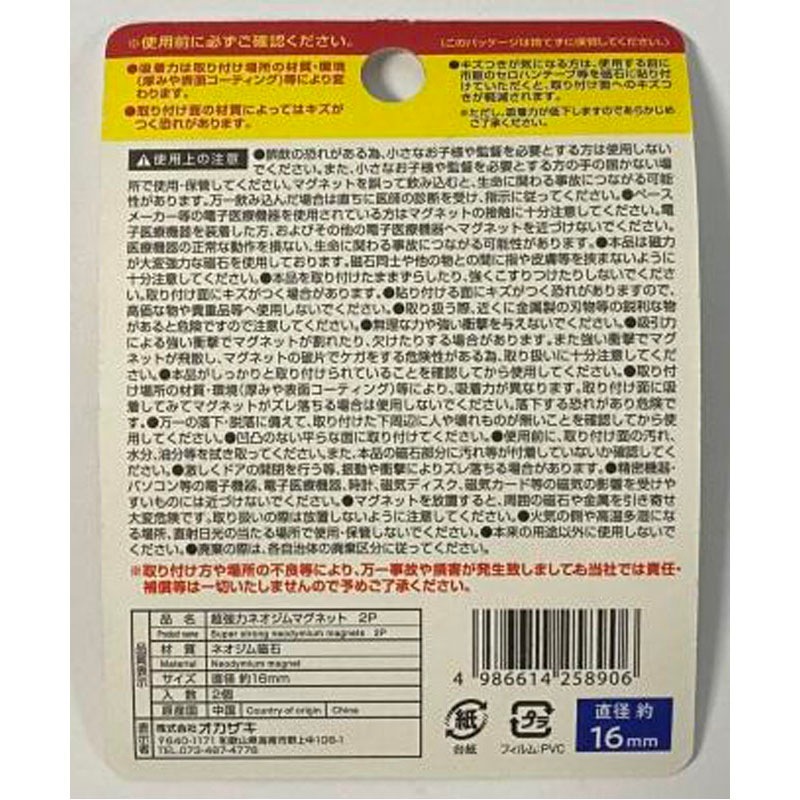 ※使用前に必ずご確認ください。
(このパッケージは捨てずに保管してください。)
●吸着力は取り付け場所の材質・環境
(厚みや表面コーティング)等により変
わります。
●取り付け面の材質によってはキズが
つく恐れがあります。
●キズつきが気になる方は、使用する前に
市販のセロハンテープ等を磁石に貼り付
けていただくと、取り付け面へのキズつ
きが軽減されます。
※ただし、吸着力が低下しますのであらかじめ
ご了承ください。
使用上の注意 ●誤飲の恐れがある為、小さなお子様や監督を必要とする方は使用しない
でください。また、小さなお子様や監督を必要とする方の手の届かない場
所で使用・保管してください。マグネットを誤って飲み込むと、生命に関わる事故につながる可能
性があります。万一飲み込んだ場合は直ちに医師の診断を受け、指示に従ってください。●ペース
メーカー等の電子医療機器を使用されている方はマグネットの接触に十分注意してください。電
子医療機器を装着した方、およびその他の電子医療機器へマグネットを近づけないでください。
医療機器の正常な動作を損ない、生命に関わる事故につながる可能性があります。●本品は磁力
が大変強力な磁石を使用しております。磁石同士や他の物との間に指や皮膚等を挟まないように
十分注意してください。●本品を取り付けたままずらしたり、強くこすりつけたりしないでくださ
い。取り付け面にキズがつく場合があります。●貼り付ける面にキズがつく恐れがありますので、
高価な物や貴重品等へ使用しないでください。●取り扱う際、近くに金属製の刃物等の鋭利な物
があると危険ですので注意してください。●無理な力や強い衝撃を与えないでください。●吸引力
による強い衝撃でマグネットが割れたり、欠けたりする場合があります。また強い衝撃でマグ
ネットが飛散し、マグネットの破片でケガをする危険性がある為、取り扱いに十分注意してくださ
い。●本品がしっかりと取り付けられていることを確認してから使用してください。●取り付
け場所の材質・環境(厚みや表面コーティング)等により、吸着力が異なります。取り付け面に吸
着してみてマグネットがズレ落ちる場合は使用しないでください。落下する恐れがあり危険で
す。●万一の落下・脱落に備えて、取り付けた下周辺に人や壊れものが無いことを確認してから使
用してください。●凹凸のない平らな面に取り付けてください。●使用前に、取り付け面の汚れ、
水分、油分等を拭き取ってください。また、本品の磁石部分に汚れ等が付着していないか確認してくだ
さい。●激しくドアの開閉を行う等、振動や衝撃によりズレ落ちる場合があります。●精密機器・
パソコン等の電子機器、電子医療機器、時計、磁気ディスク、磁気カード等の磁気の影響を受けや
すいものには近づけないでください。●マグネットを放置すると、周囲の磁石や金属を引き寄せ
大変危険です。取り扱いの際は放置しないように注意してください。●火気の側や高温多湿にな
る場所、直射日光の当たる場所で使用・保管しないでください。●本来の用途以外に使用しないで
ください。●廃棄の際は、各自治体の廃棄区分に従ってください。
※取り付け方や場所の不良等により、万一事故や損害が発生致しましてもお当社では責任・
補償等は一切いたしませんので予めご了承ください。
品質表示
品名 超強力ネオジムマグネット 2P
Product name Super strong neodymium magnets 2P
材質 ネオジム磁石
Material Neodymium magnet
サイズ 直径 約16mm
入数 2個
原産国 中国 Country of origin China
表示者 株式会社オカザキ
〒640-1171 和歌山県海南市野上中106-1
TEL.073-487-4776
4 986614 258906
紙
台紙
プラ
フィルム:PVC
直径 約
16mm